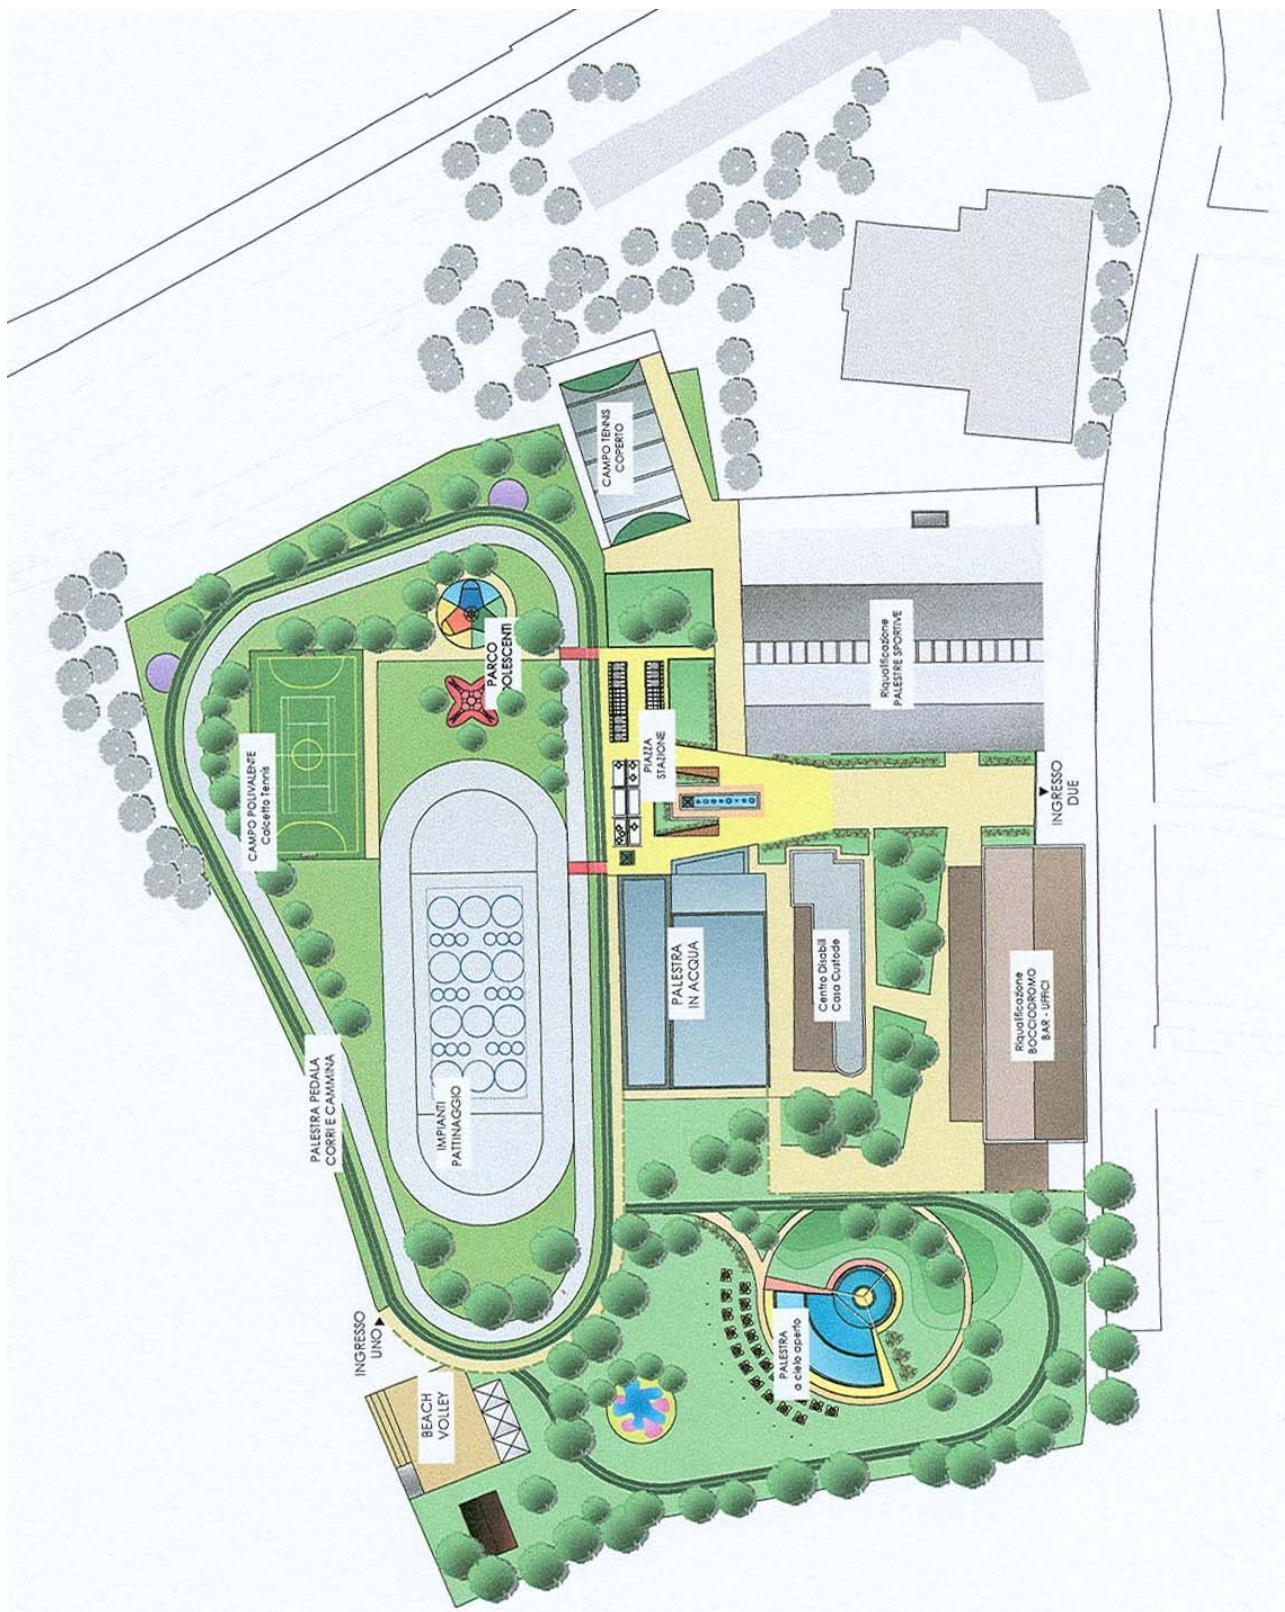 CAMPO TENNIS
COPERTO
PARCO
DOLESCENTI
CAMPO POLIVALENTE
Calcetto Tennis
PIAZZA
STAZIONE
Riqualificazione
PALESTRE SPORTIVE
INGRESSO
DUE
PALESTRA
IN ACQUA
Centro Disabili
Casa Custode
Riqualificazione
BOCCIODROMO
BAR - UFFICI
PALESTRA PEDALA
CORRI E CAMMINA
IMPIANTI
PATTINAGGIO
INGRESSO
UNO
BEACH
VOLLEY
PALESTRA
a cielo aperto